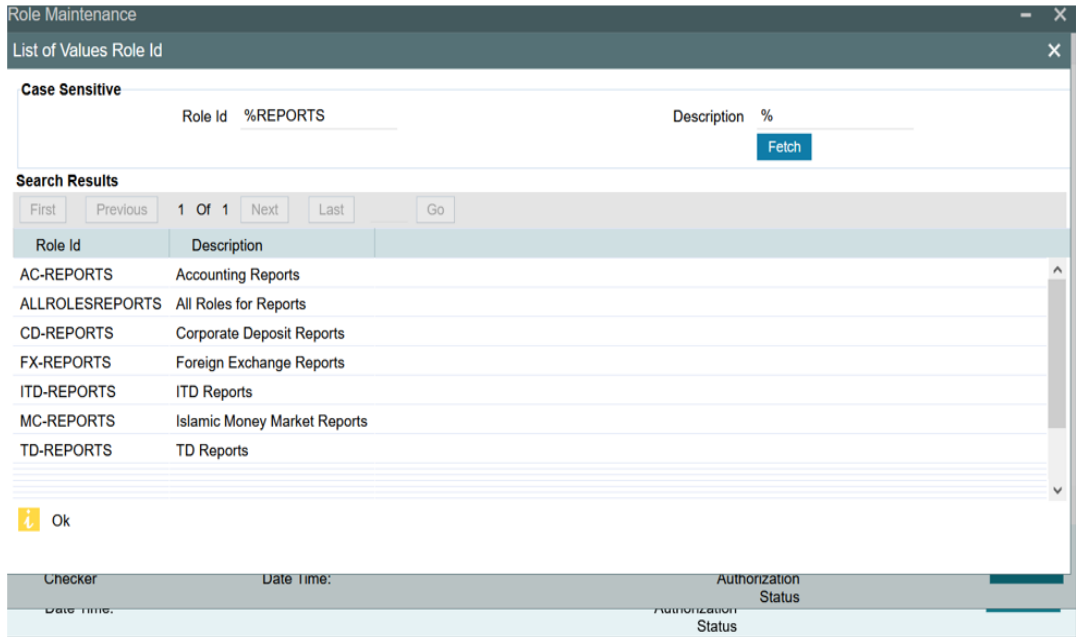 Role Maintenance
List of Values Role Id
Case Sensitive
Role Id %REPORTS Description %
Fetch
Search Results
First Previous 1 Of 1 Next Last Go
Role Id Description
AC-REPORTS Accounting Reports
ALLROLESREPORTS All Roles for Reports
CD-REPORTS Corporate Deposit Reports
FX-REPORTS Foreign Exchange Reports
ITD-REPORTS ITD Reports
MC-REPORTS Islamic Money Market Reports
TD-REPORTS TD Reports
i Ok
Checker Date Time: Authorization
Status
Date Time: Authorization
Status